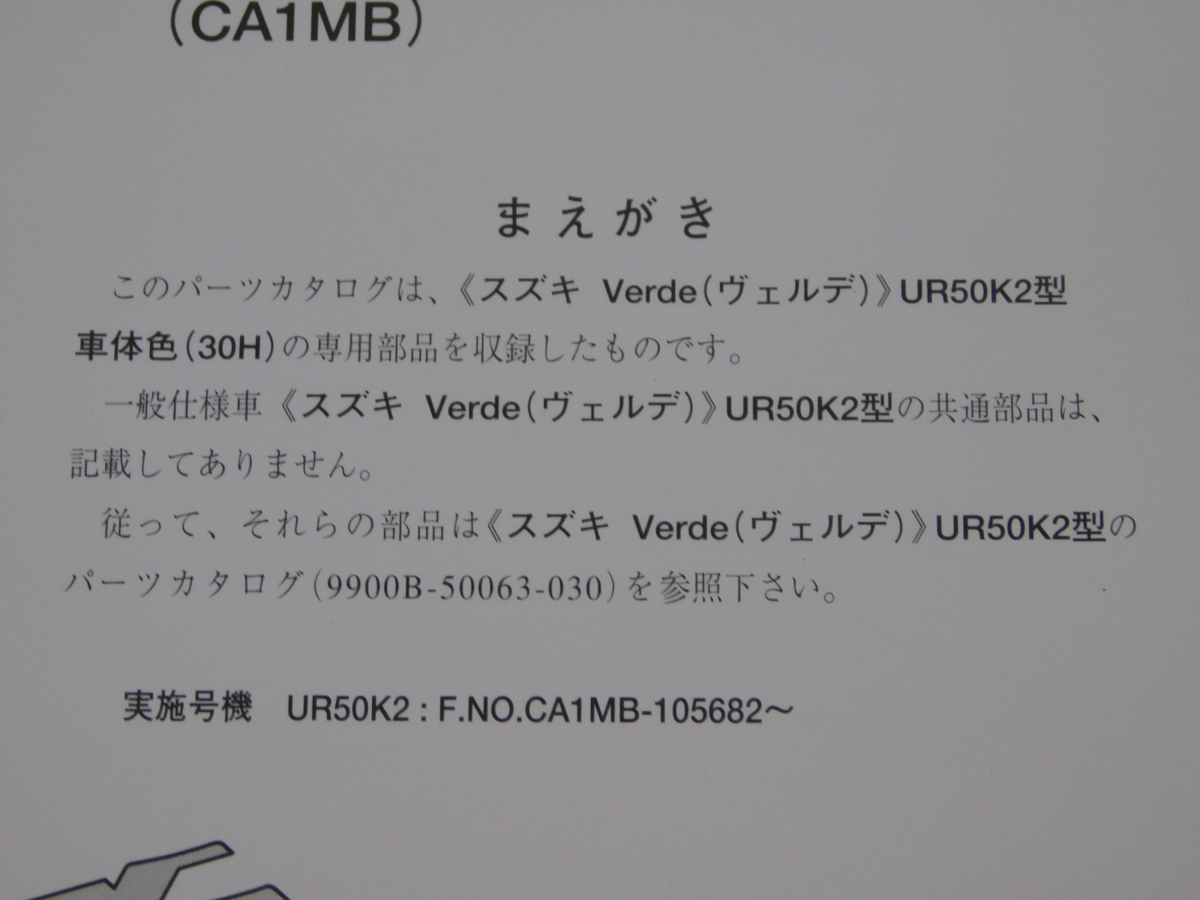 (CA1MB)
まえがき
このパーツカタログは、《スズキ Verde(ヴェルデ)》UR50K2型
車体色(30H)の専用部品を収録したものです。
一般仕様車《スズキ Verde(ヴェルデ)》UR50K2型の共通部品は、
記載してありません。
従って、それらの部品は《スズキ Verde(ヴェルデ)》UR50K2型の
パーツカタログ(9900B-50063-030)を参照下さい。
実施号機 UR50K2 : F.NO.CA1MB-105682〜